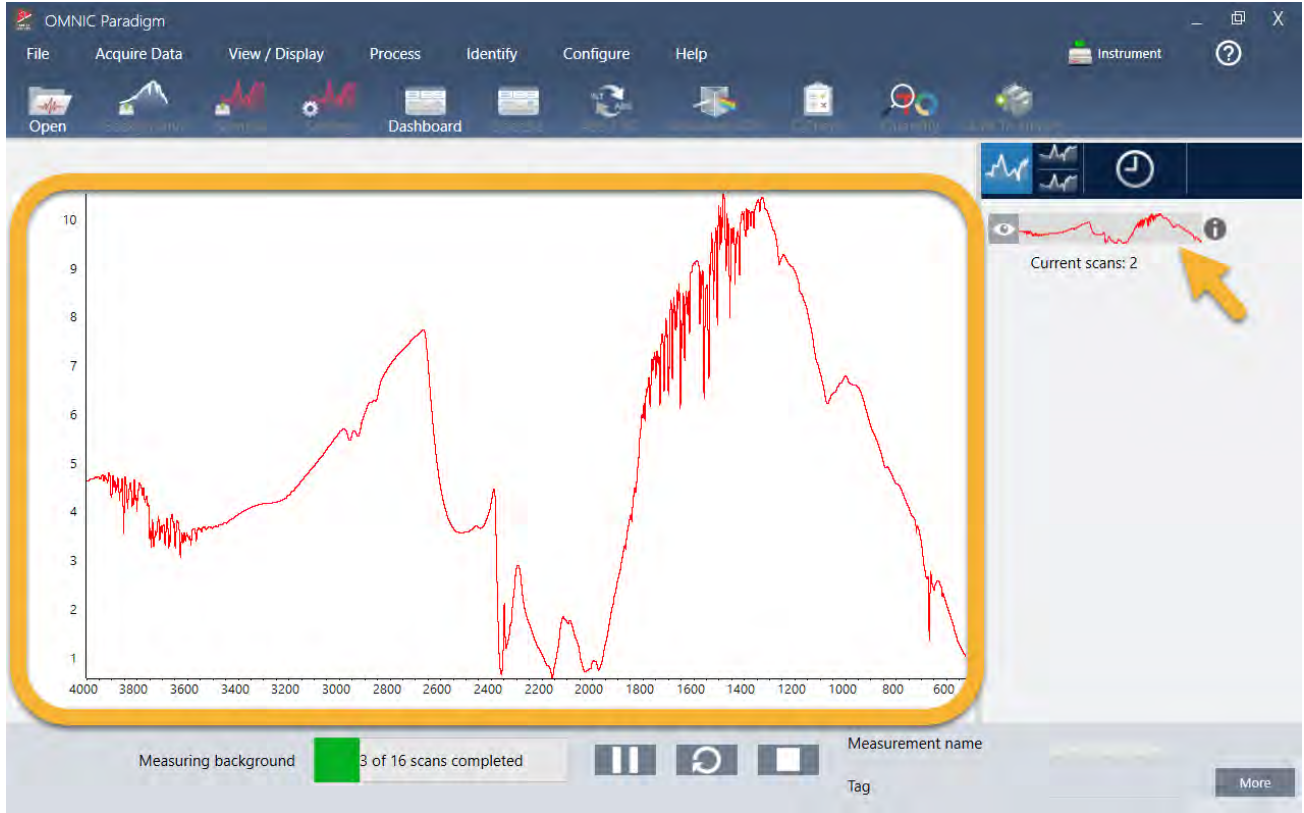 OMNIC Paradigm
File Acquire Data View / Display Process Identify Configure Help Instrument
Open Dashboard
INT
ABS
Current scans: 2
10
9
8
7
6
5
4
3
2
1
4000 3800 3600 3400 3200 3000 2800 2600 2400 2200 2000 1800 1600 1400 1200 1000 800 600
Measuring background 3 of 16 scans completed Measurement name
Tag More